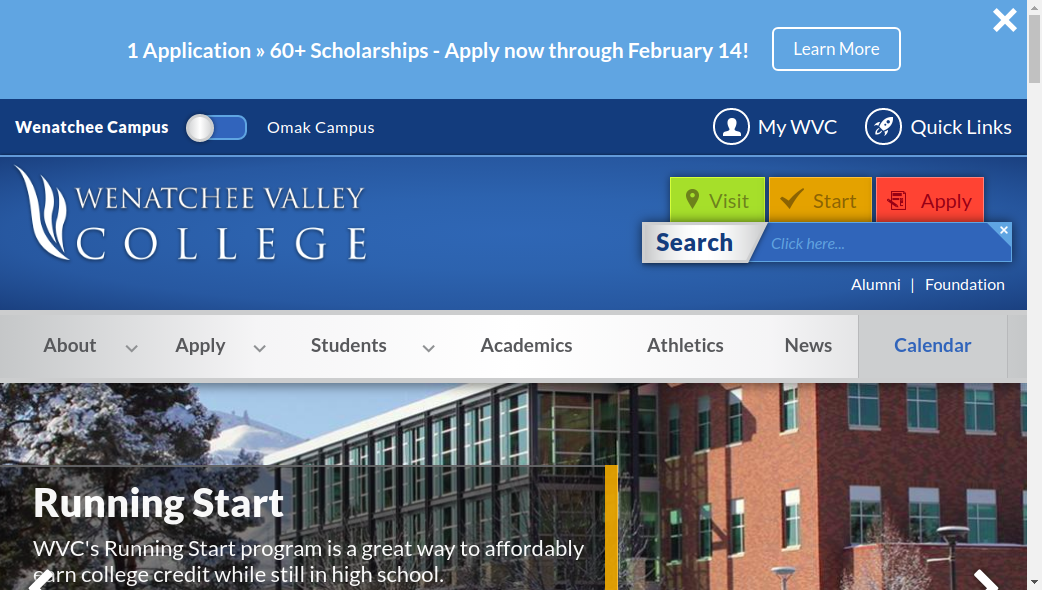 1 Application » 60+ Scholarships - Apply now through February 14!
Learn More
Wenatchee Campus
Omak Campus
My WVC
Quick Links
WENATCHEE VALLEY
COLLEGE
Visit
Start
Apply
Search
Click here...
Alumni | Foundation
About
Apply
Students
Academics
Athletics
News
Calendar
Running Start
WVC's Running Start program is a great way to affordably
earn college credit while still in high school.